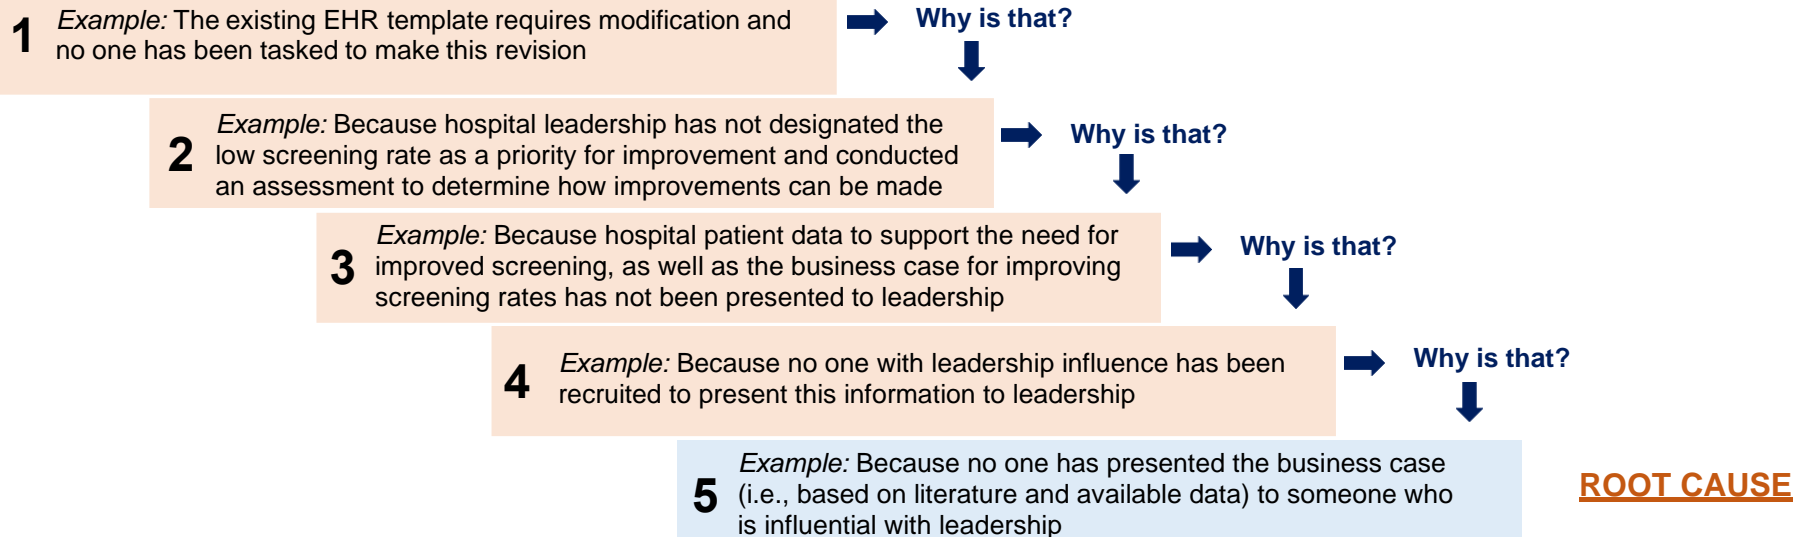 1
Example: The existing EHR template requires modification and
no one has been tasked to make this revision
Why is that?
2
Example: Because hospital leadership has not designated the
low screening rate as a priority for improvement and conducted
an assessment to determine how improvements can be made
Why is that?
3
Example: Because hospital patient data to support the need for
improved screening, as well as the business case for improving
screening rates has not been presented to leadership
Why is that?
4
Example: Because no one with leadership influence has been
recruited to present this information to leadership
Why is that?
5
Example: Because no one has presented the business case
(i.e., based on literature and available data) to someone who
is influential with leadership
ROOT CAUSE